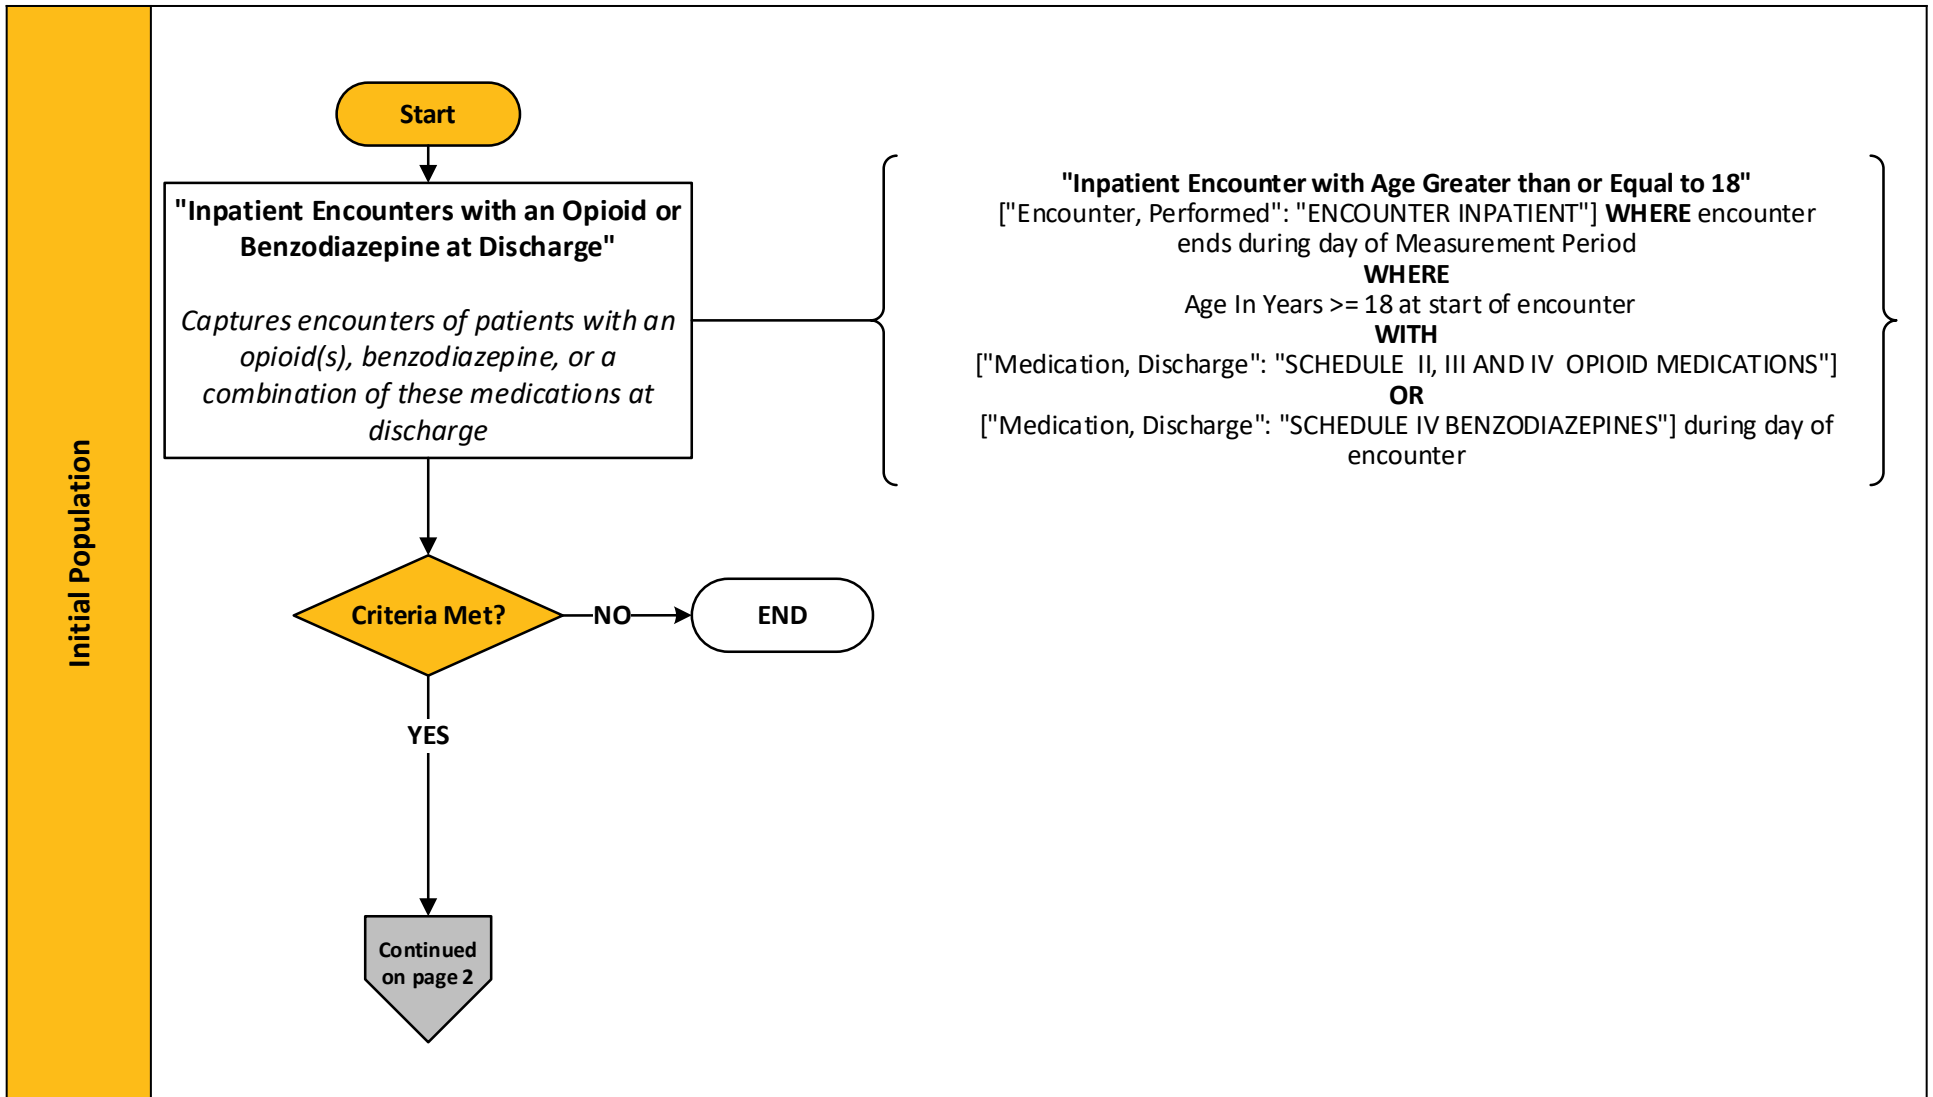 Initial Population
Start
"Inpatient Encounters with an Opioid or
Benzodiazepine at Discharge"
Captures encounters of patients with an
opioid(s), benzodiazepine, or a
combination of these medications at
discharge
"Inpatient Encounter with Age Greater than or Equal to 18"
["Encounter, Performed": "ENCOUNTER INPATIENT"] WHERE encounter
ends during day of Measurement Period
WHERE
Age In Years >= 18 at start of encounter
WITH
["Medication, Discharge": "SCHEDULE II, III AND IV OPIOID MEDICATIONS"]
OR
["Medication, Discharge": "SCHEDULE IV BENZODIAZEPINES"] during day of
encounter
Criteria Met?
NO
END
YES
Continued
on page 2